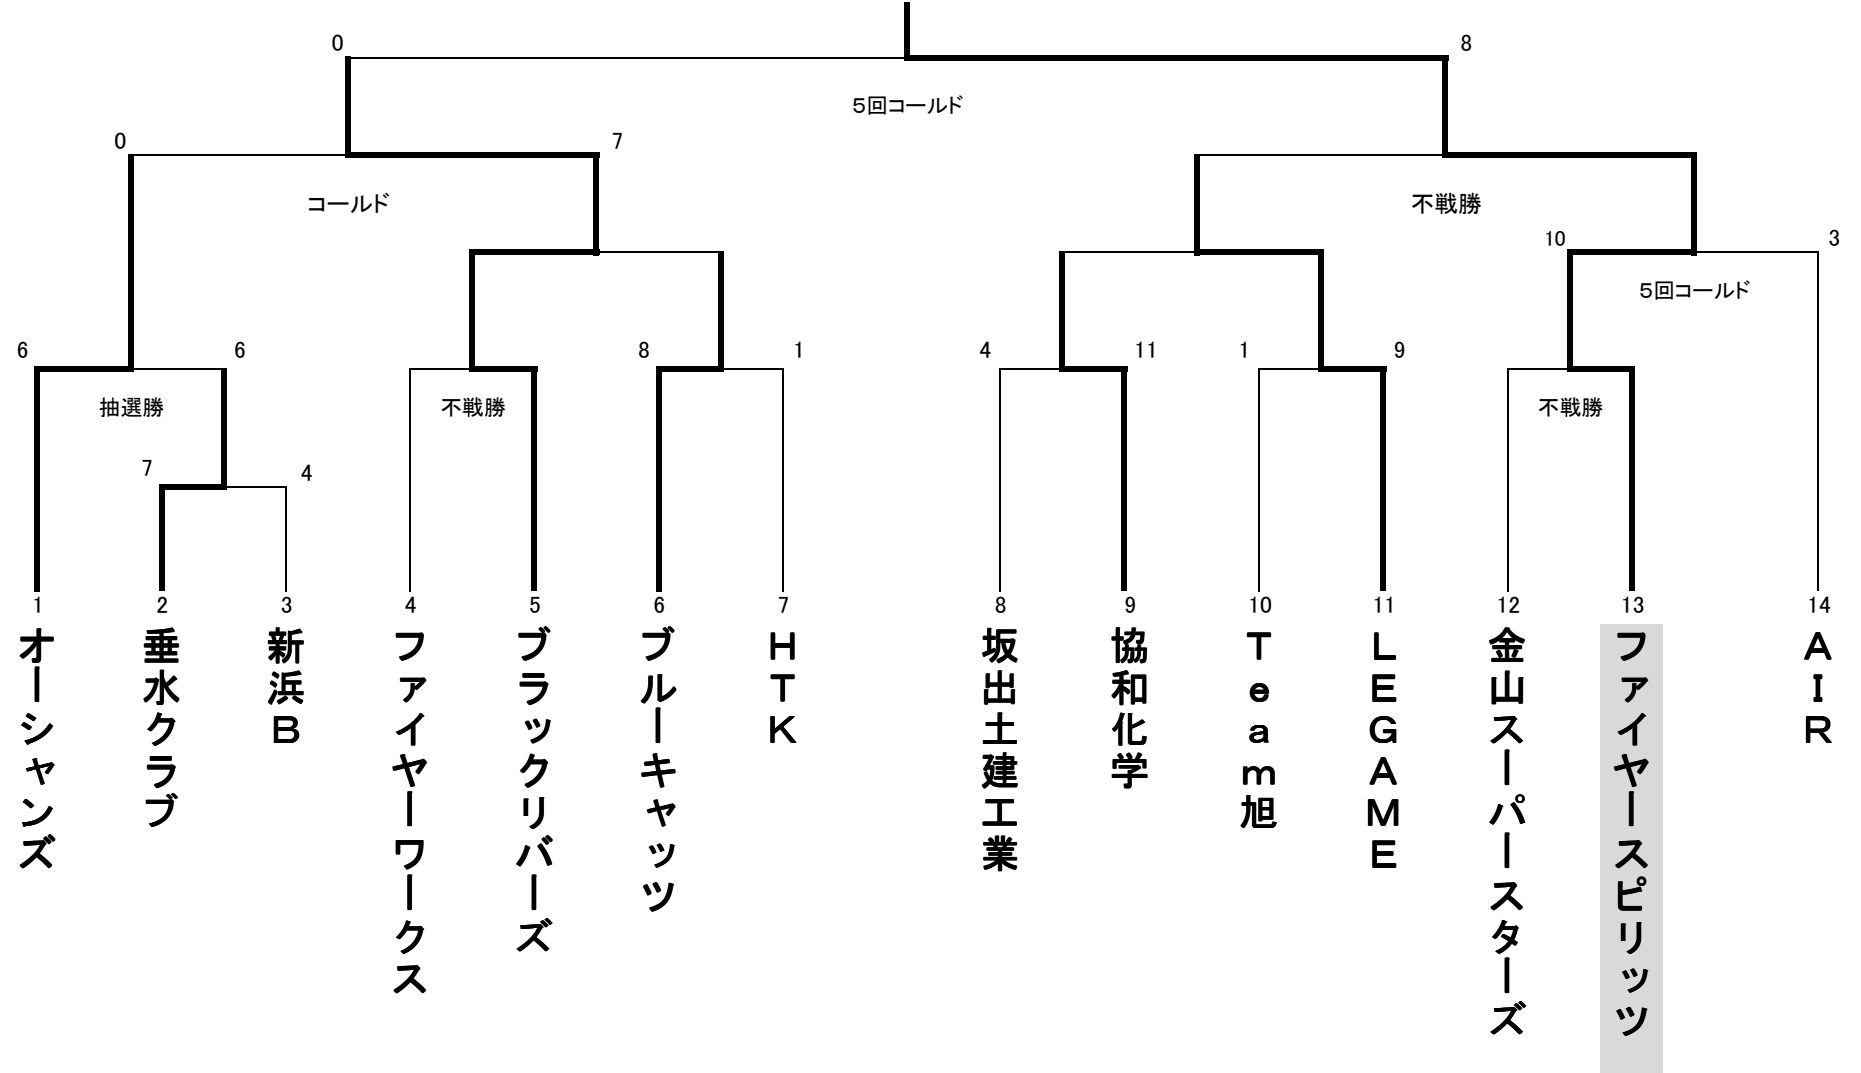 0
8
5回コールド
0
7
コールド
不戦勝
10
3
5回コールド
6
6
8
1
4
11
1
9
抽選勝
不戦勝
不戦勝
7
4
1
2
3
4
5
6
7
8
9
10
11
12
13
14
オーシャンズ
垂水クラブ
新浜B
ファイヤーワークス
ブラックリバーズ
ブルーキャッツ
HTK
坂出土建工業
協和化学
Team旭
LEGAME
金山スーパースターズ
ファイヤースピリッツ
AIR